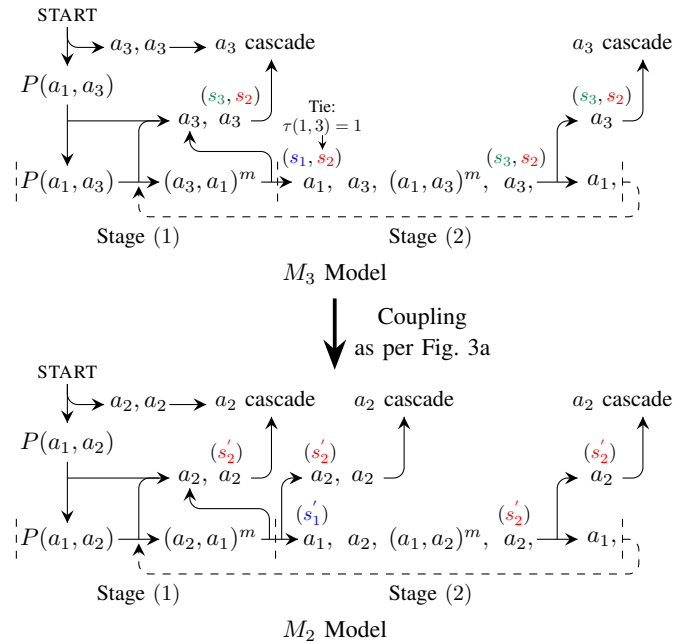 START
a₃, a₃ → a₃ cascade
a₃ cascade
P(a₁, a₃)
(s₃, s₂)
Tie:
τ(1, 3) = 1
(s₃, s₂)
a₃, a₃
a₃
(s₁, s₂)
(s₃, s₂)
P(a₁, a₃) → (a₃, a₁)ᵐ → a₁, a₃, (a₁, a₃)ᵐ, a₃, → a₁,
Stage (1)
Stage (2)
M₃ Model
Coupling
as per Fig. 3a
START
a₂, a₂ → a₂ cascade
a₂ cascade
a₂ cascade
P(a₁, a₂)
(s₂′)
(s₂′)
(s₂′)
a₂, a₂
a₂, a₂
a₂
(s₁′)
(s₂′)
P(a₁, a₂) → (a₂, a₁)ᵐ → a₁, a₂, (a₁, a₂)ᵐ, a₂, → a₁,
Stage (1)
Stage (2)
M₂ Model